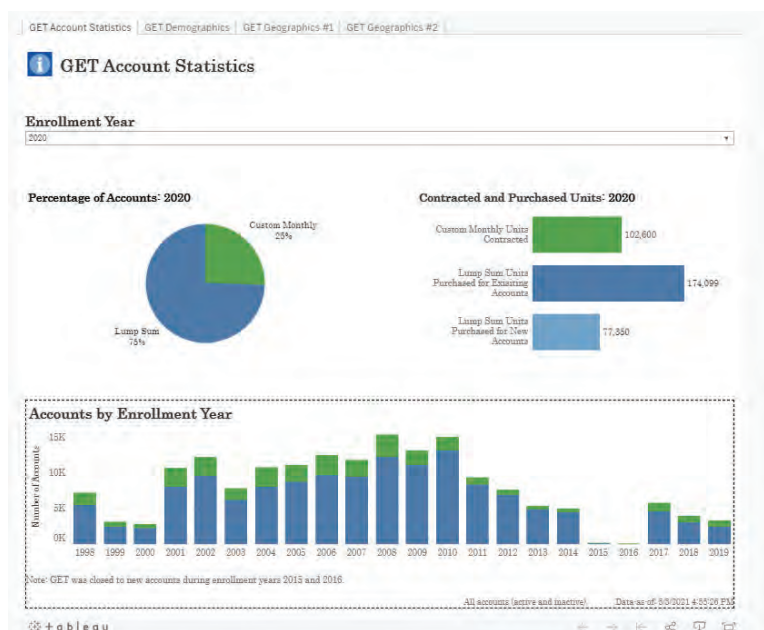 GET Account Statistics GET Demographics GET Geographics #1 GET Geographics #2
GET Account Statistics
Enrollment Year
2020
Percentage of Accounts: 2020
Custom Monthly
25%
Lump Sum
75%
Contracted and Purchased Units: 2020
Custom Monthly Units
Contracted
102,600
Lump Sum Units
Purchased for Exisiting
Accounts
174,099
Lump Sum Units
Purchased for New
Accounts
77,350
Accounts by Enrollment Year
Number of Accounts
15K
10K
5K
0K
1998 1999 2000 2001 2002 2003 2004 2005 2006 2007 2008 2009 2010 2011 2012 2013 2014 2015 2016 2017 2018 2019
Note: GET was closed to new accounts during enrollment years 2015 and 2016.
All accounts (active and inactive) Data as of: 5/5/2021 4:55:26 PM
+ableau